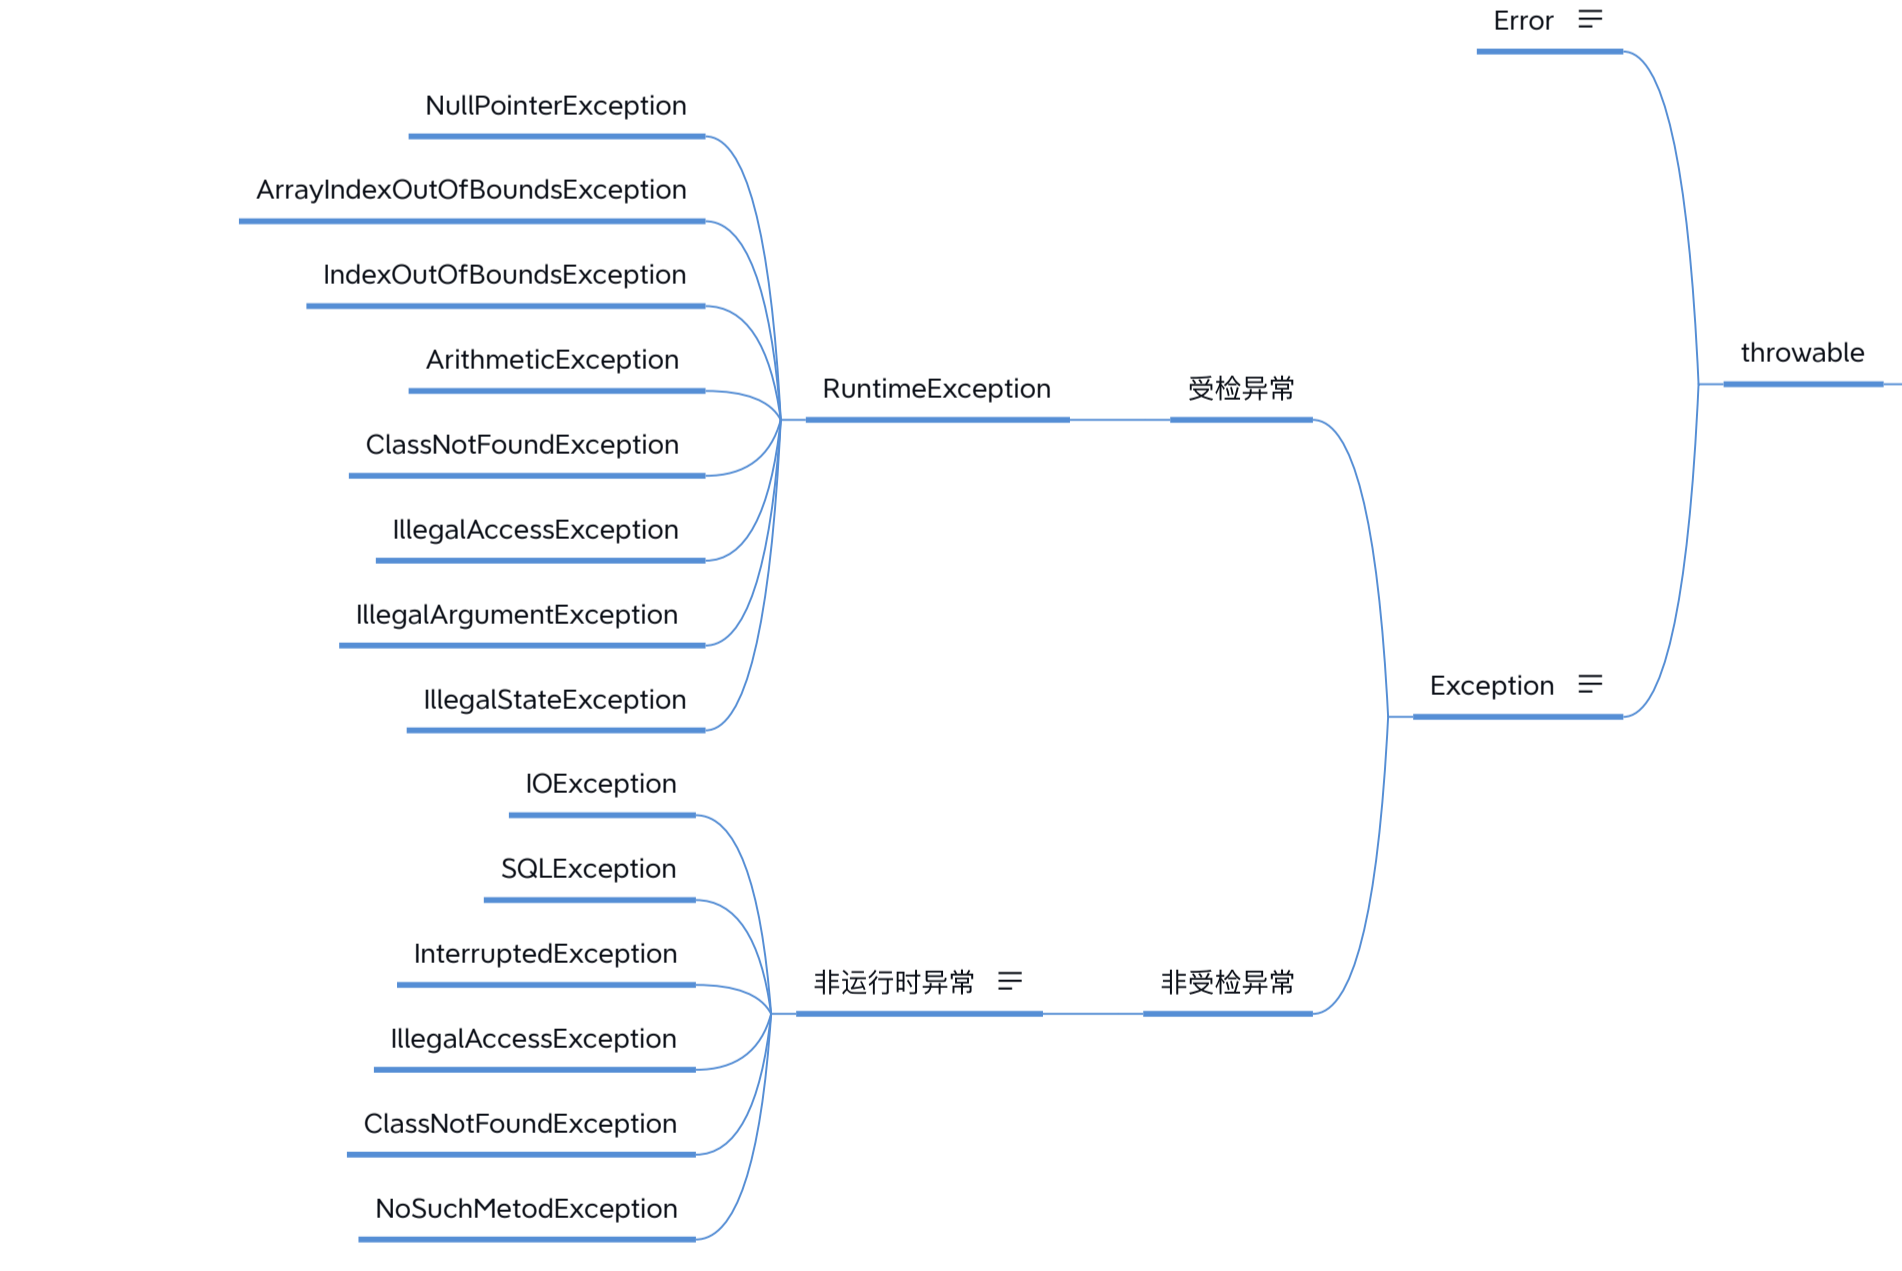 Error
NullPointerException
ArrayIndexOutOfBoundsException
IndexOutOfBoundsException
ArithmeticException
throwable
RuntimeException
受检异常
ClassNotFoundException
IllegalAccessException
IllegalArgumentException
IllegalStateException
Exception
IOException
SQLException
InterruptedException
非运行时异常
非受检异常
IllegalAccessException
ClassNotFoundException
NoSuchMetodException